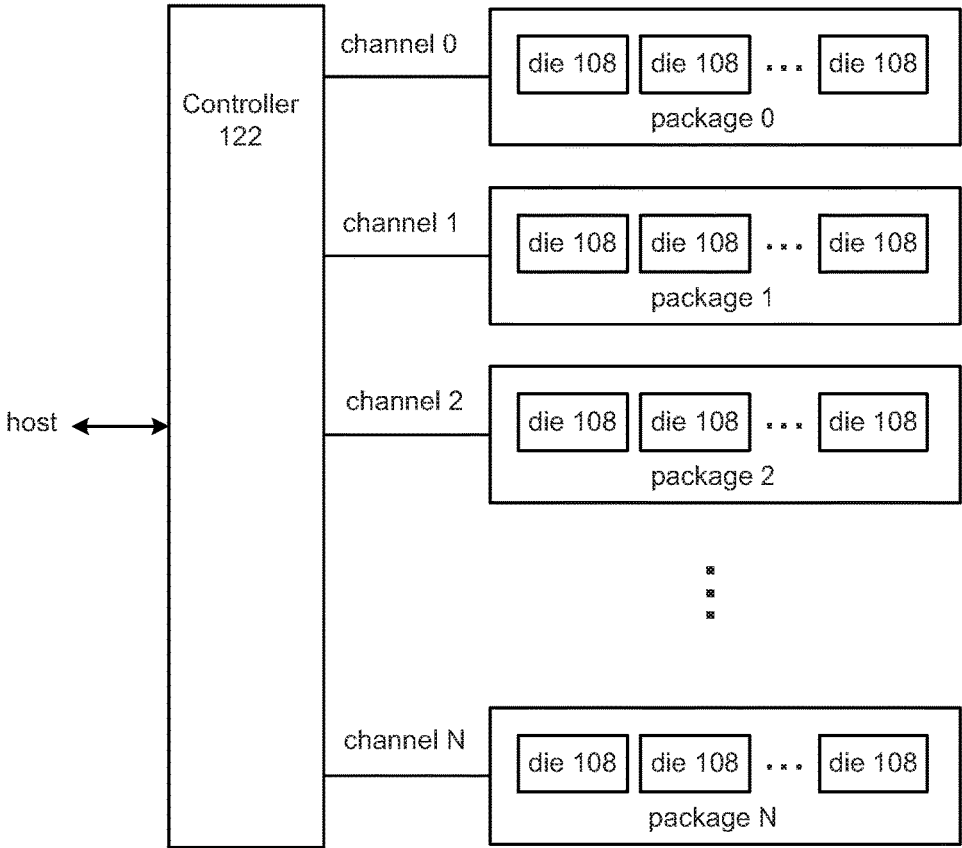 channel 0
die 108 die 108 ... die 108
package 0
Controller
122
channel 1
die 108 die 108 ... die 108
package 1
host
channel 2
die 108 die 108 ... die 108
package 2
channel N
die 108 die 108 ... die 108
package N